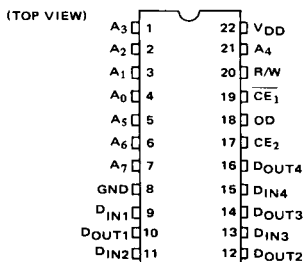 (TOP VIEW)
A3 1 22 VDD
A2 2 21 A4
A1 3 20 R/W
A0 4 19 CE1
A5 5 18 OD
A6 6 17 CE2
A7 7 16 DOUT4
GND 8 15 DIN4
DIN1 9 14 DOUT3
DOUT1 10 13 DIN3
DIN2 11 12 DOUT2